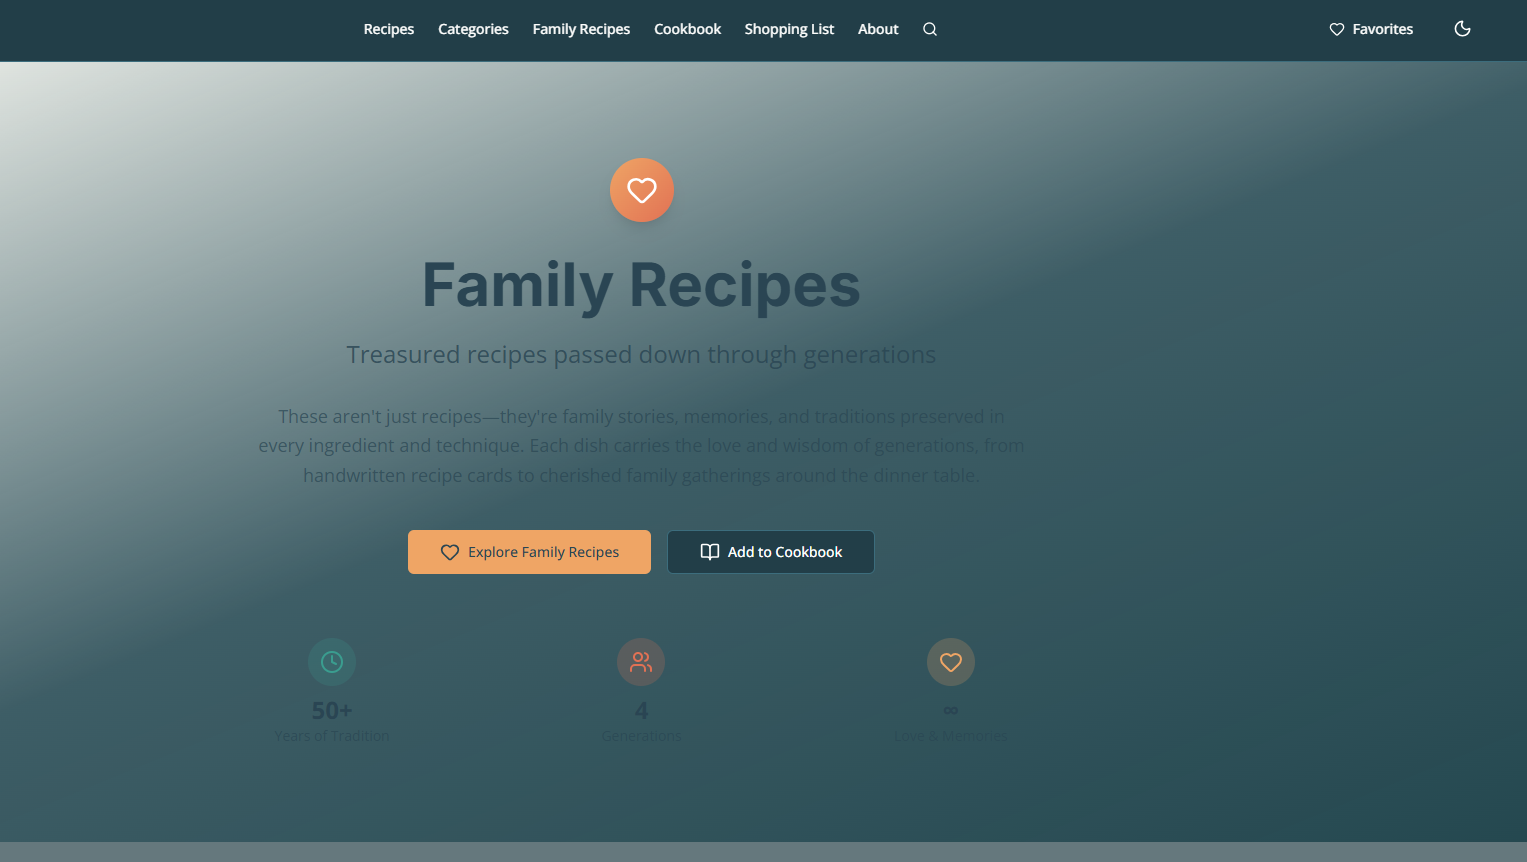 Recipes Categories Family Recipes Cookbook Shopping List About Favorites
Family Recipes
Treasured recipes passed down through generations
These aren't just recipes—they're family stories, memories, and traditions preserved in
every ingredient and technique. Each dish carries the love and wisdom of generations, from
handwritten recipe cards to cherished family gatherings around the dinner table.
Explore Family Recipes Add to Cookbook
50+ 4 ∞
Years of Tradition Generations Love & Memories